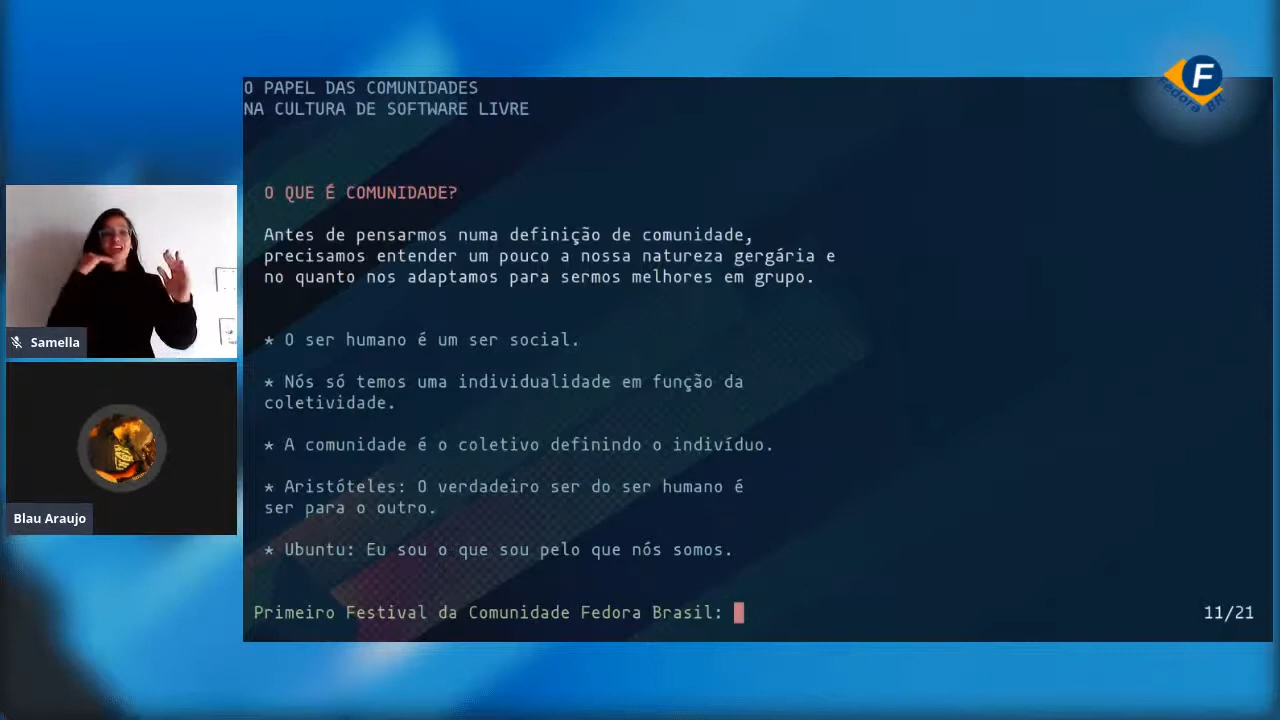 O PAPEL DAS COMUNIDADES
NA CULTURA DE SOFTWARE LIVRE
F
Fedora BR
O QUE É COMUNIDADE?
Antes de pensarmos numa definição de comunidade,
precisamos entender um pouco a nossa natureza gergária e
no quanto nos adaptamos para sermos melhores em grupo.
* O ser humano é um ser social.
* Nós só temos uma individualidade em função da
coletividade.
* A comunidade é o coletivo definindo o indivíduo.
* Aristóteles: O verdadeiro ser do ser humano é
ser para o outro.
* Ubuntu: Eu sou o que sou pelo que nós somos.
Primeiro Festival da Comunidade Fedora Brasil:
11/21
Samella
Blau Araujo